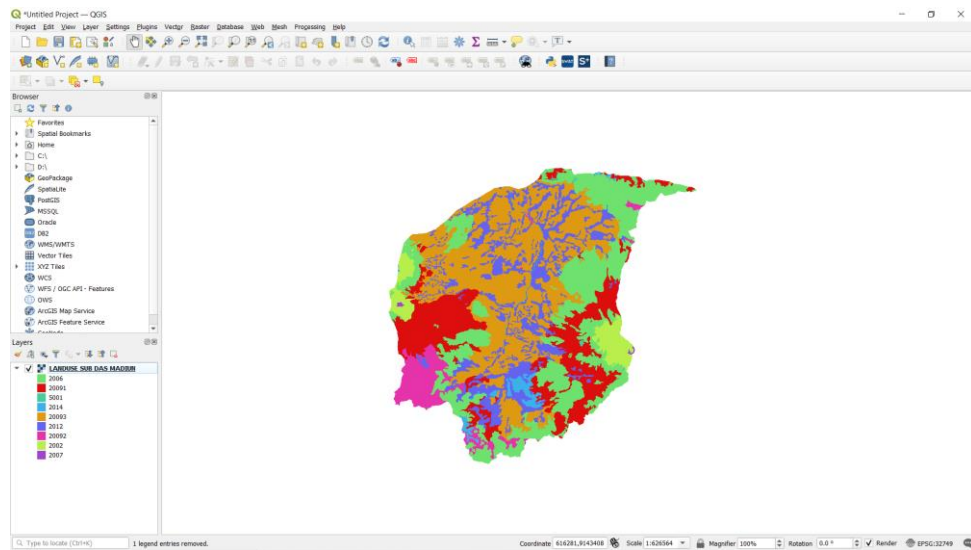 *Untitled Project — QGIS
Project Edit View Layer Settings Plugins Vector Raster Database Web Mesh Processing Help
Browser
Favorites
Spatial Bookmarks
Home
C:\
D:\
GeoPackage
SpatiaLite
PostGIS
MSSQL
Oracle
DB2
WMS/WMTS
Vector Tiles
XYZ Tiles
WCS
WFS / OGC API - Features
OWS
ArcGIS Map Service
ArcGIS Feature Service
GeoNode
Layers
LANDUSE SUB DAS MADIUN
2006
20091
5001
2014
20093
2012
20092
2002
2007
Type to locate (Ctrl+K) 1 legend entries removed. Coordinate 616281,9143408 Scale 1:626564 Magnifier 100% Rotation 0.0 ° Render EPSG:32749